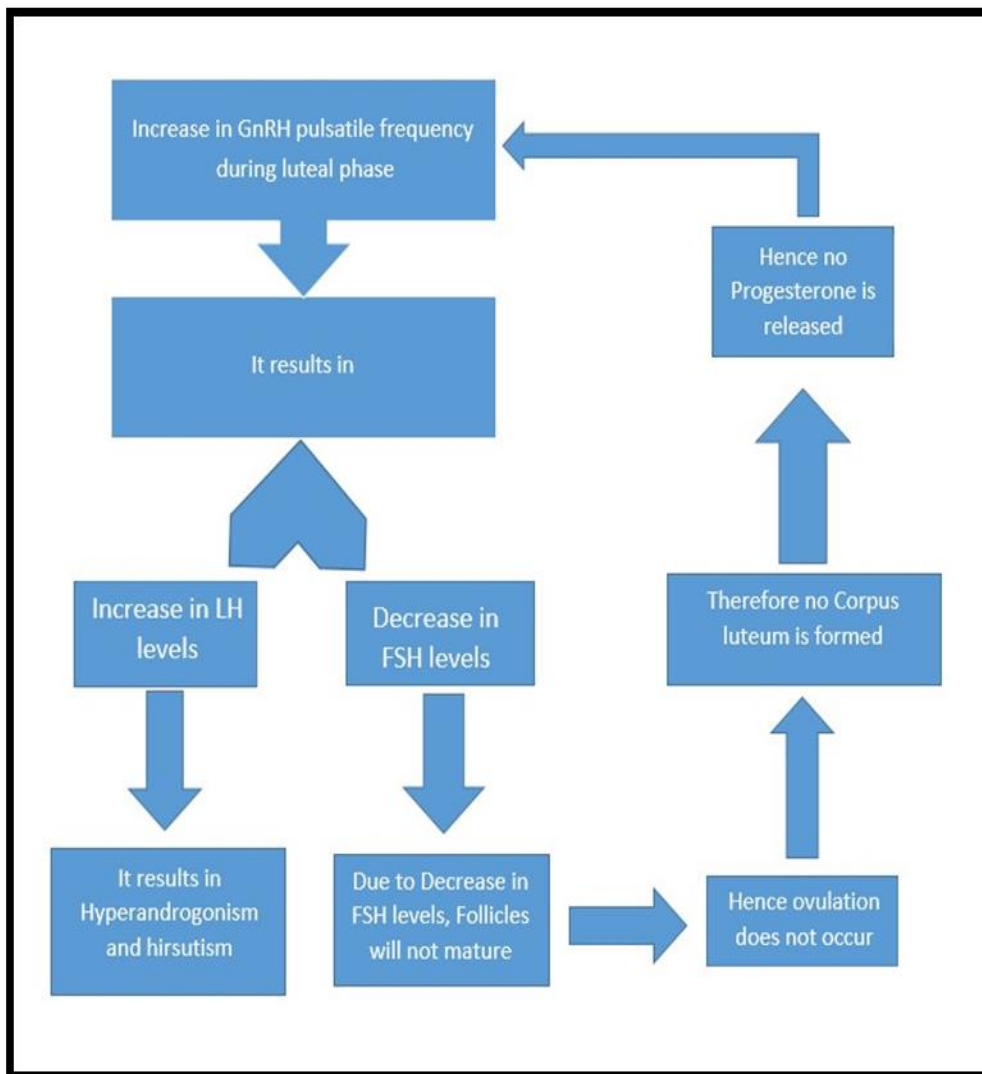 Increase in GnRH pulsatile frequency
during luteal phase
It results in
Increase in LH
levels
Decrease in
FSH levels
It results in
Hyperandrogonism
and hirsutism
Due to Decrease in
FSH levels, Follicles
will not mature
Hence ovulation
does not occur
Therefore no Corpus
luteum is formed
Hence no
Progesterone is
released